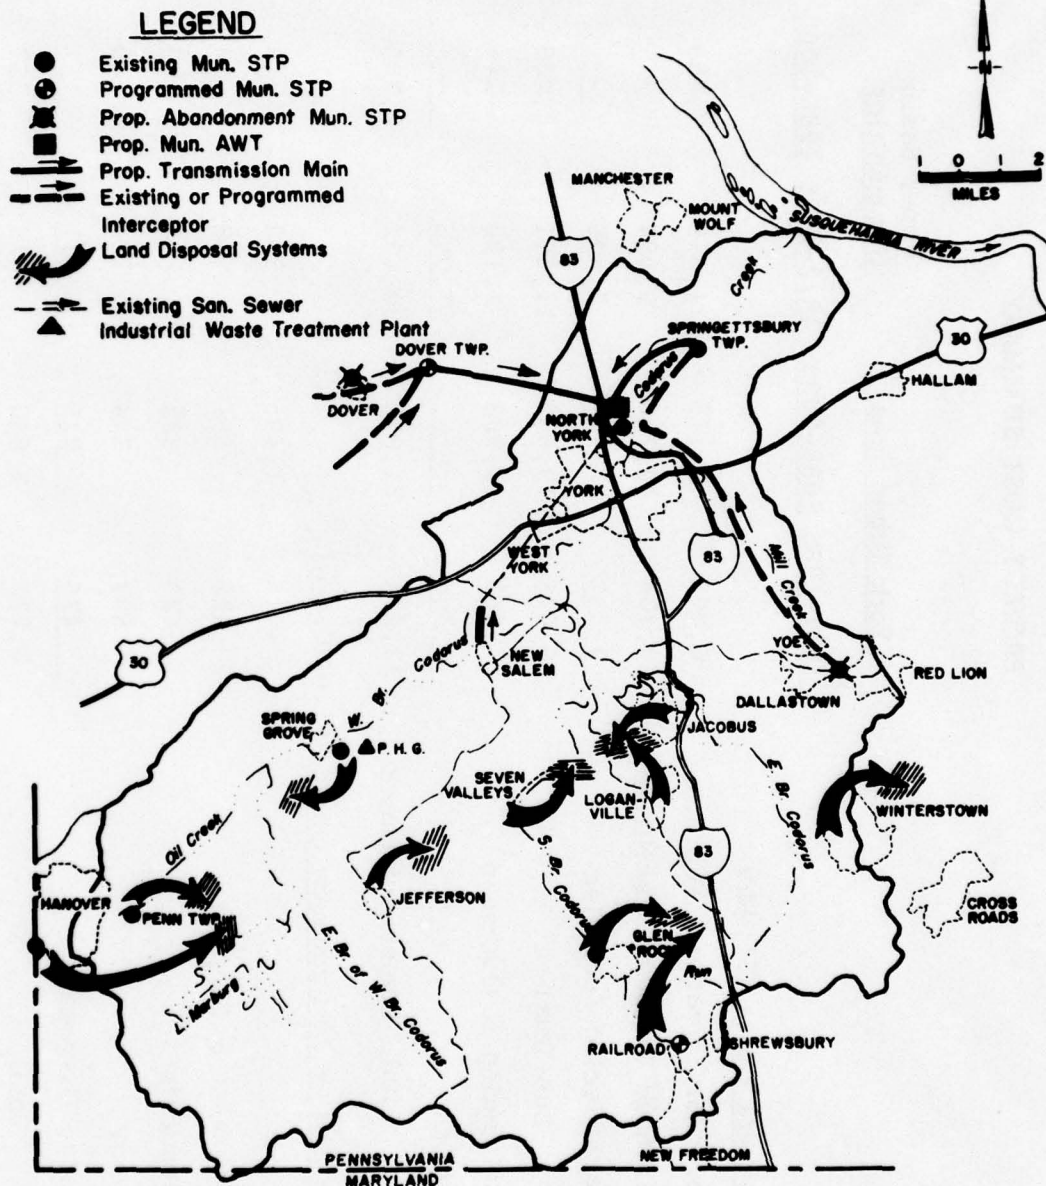 LEGEND
Existing Mun. STP
Programmed Mun. STP
Prop. Abandonment Mun. STP
Prop. Mun. AWT
Prop. Transmission Main
Existing or Programmed
Interceptor
Land Disposal Systems
Existing San. Sewer
Industrial Waste Treatment Plant
N
1 0 1 2
MILES
MANCHESTER
MOUNT
WOLF
SUSQUEHANNA RIVER
83
Creek
Codorus
SPRINGETTSBURY
TWP.
30
DOVER TWP.
DOVER
HALLAM
NORTH
YORK
YORK
WEST
YORK
83
Mill Creek
30
Codorus
W. Br.
NEW
SALEM
YOE
RED LION
DALLASTOWN
SPRING
GROVE
P. H. G.
JACOBUS
SEVEN
VALLEYS
LOGAN-
VILLE
E. Br. Codorus
WINTERSTOWN
Oil Creek
S. Br. Codorus
83
HANOVER
PENN TWP.
JEFFERSON
CROSS
ROADS
GLEN
ROCK
L. Marburg
E. Br. of W. Br. Codorus
Run
RAILROAD
SHREWSBURY
NEW FREEDOM
PENNSYLVANIA
MARYLAND